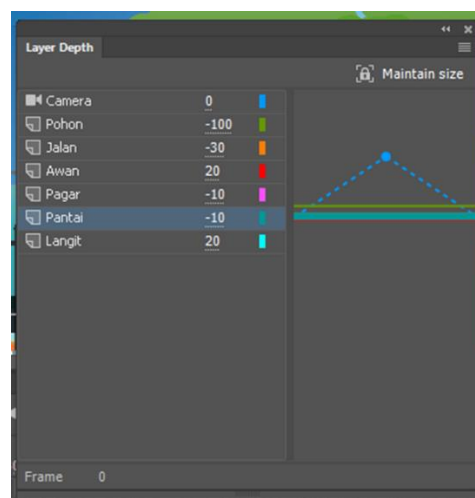 Layer Depth
Maintain size
Camera 0
Pohon -100
Jalan -30
Awan 20
Pagar -10
Pantai -10
Langit 20
Frame 0